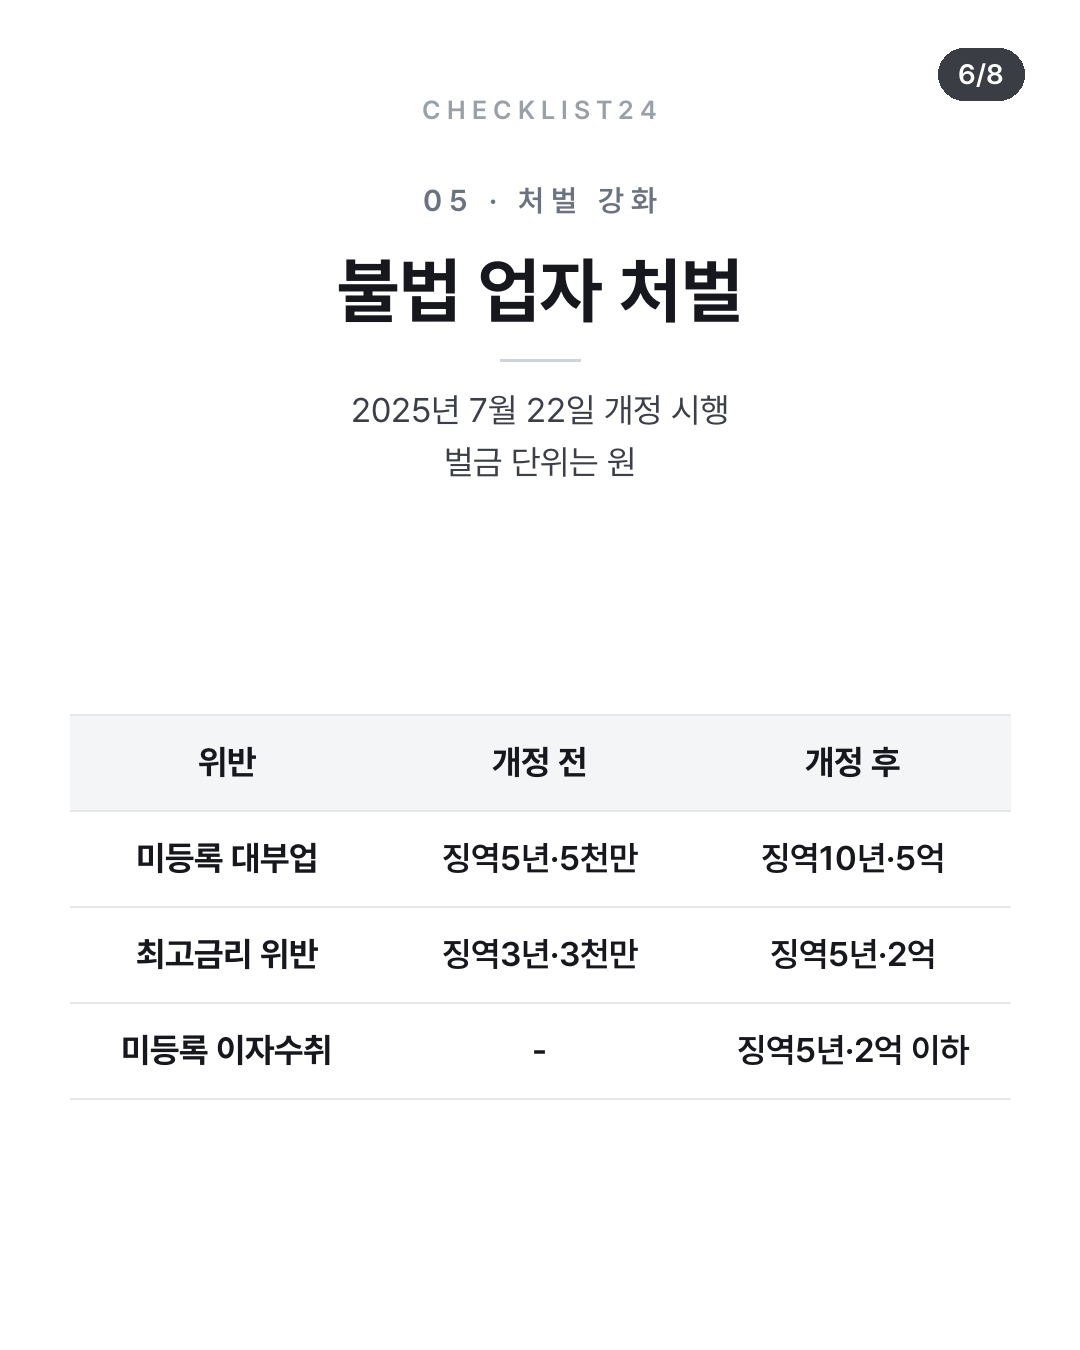 6/8
CHECKLIST24
05 · 처벌 강화
불법 업자 처벌
2025년 7월 22일 개정 시행
벌금 단위는 원
위반 개정 전 개정 후
미등록 대부업 징역5년·5천만 징역10년·5억
최고금리 위반 징역3년·3천만 징역5년·2억
미등록 이자수취 - 징역5년·2억 이하